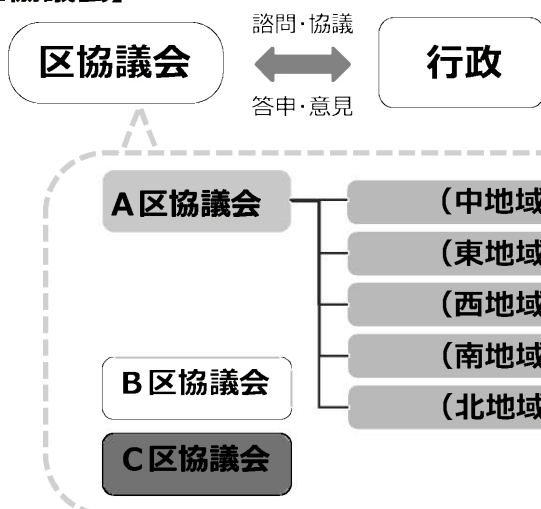 諮問・協議
区協議会
行政
答申・意見
A区協議会
(中地域
(東地域
(西地域
(南地域
(北地域
B区協議会
C区協議会